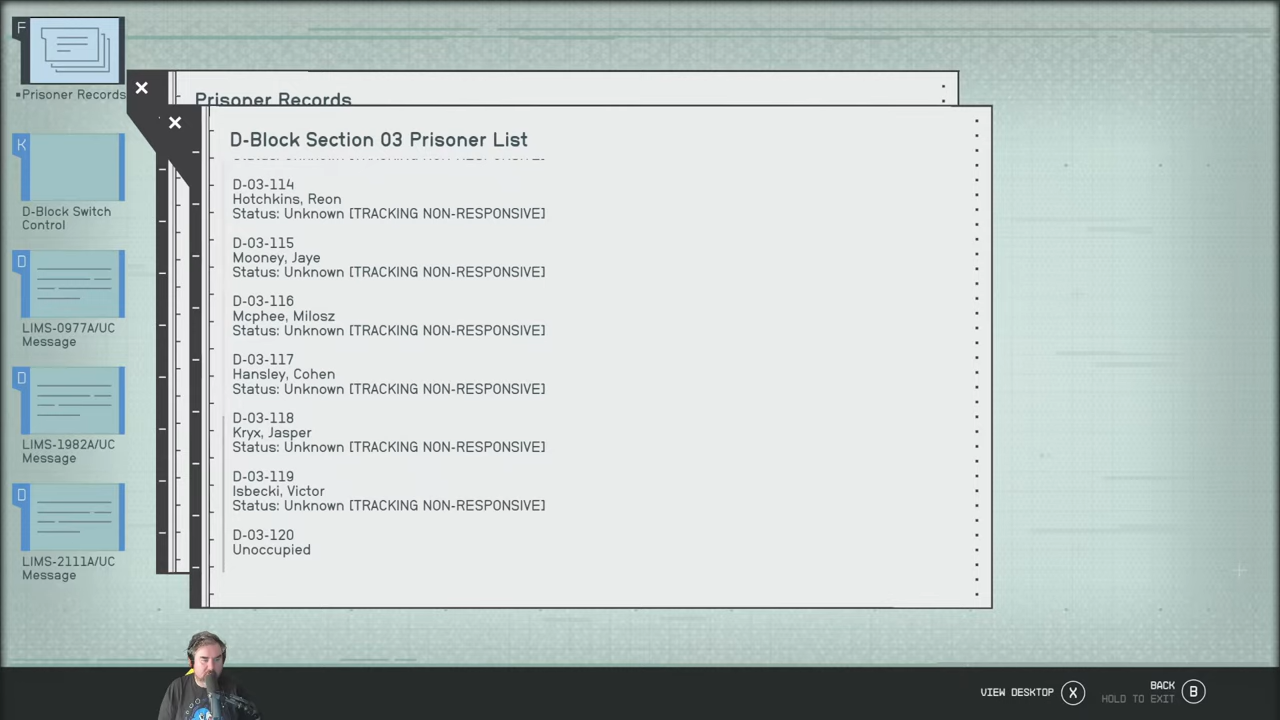 F
Prisoner Records
K
D-Block Switch
Control
D
LIMS-0977A/UC
Message
D
LIMS-1982A/UC
Message
D
LIMS-2111A/UC
Message
Prisoner Records
D-Block Section 03 Prisoner List
D-03-114
Hotchkins, Reon
Status: Unknown [TRACKING NON-RESPONSIVE]
D-03-115
Mooney, Jaye
Status: Unknown [TRACKING NON-RESPONSIVE]
D-03-116
Mcphee, Milosz
Status: Unknown [TRACKING NON-RESPONSIVE]
D-03-117
Hansley, Cohen
Status: Unknown [TRACKING NON-RESPONSIVE]
D-03-118
Kryx, Jasper
Status: Unknown [TRACKING NON-RESPONSIVE]
D-03-119
Isbecki, Victor
Status: Unknown [TRACKING NON-RESPONSIVE]
D-03-120
Unoccupied
VIEW DESKTOP X
BACK B
HOLD TO EXIT